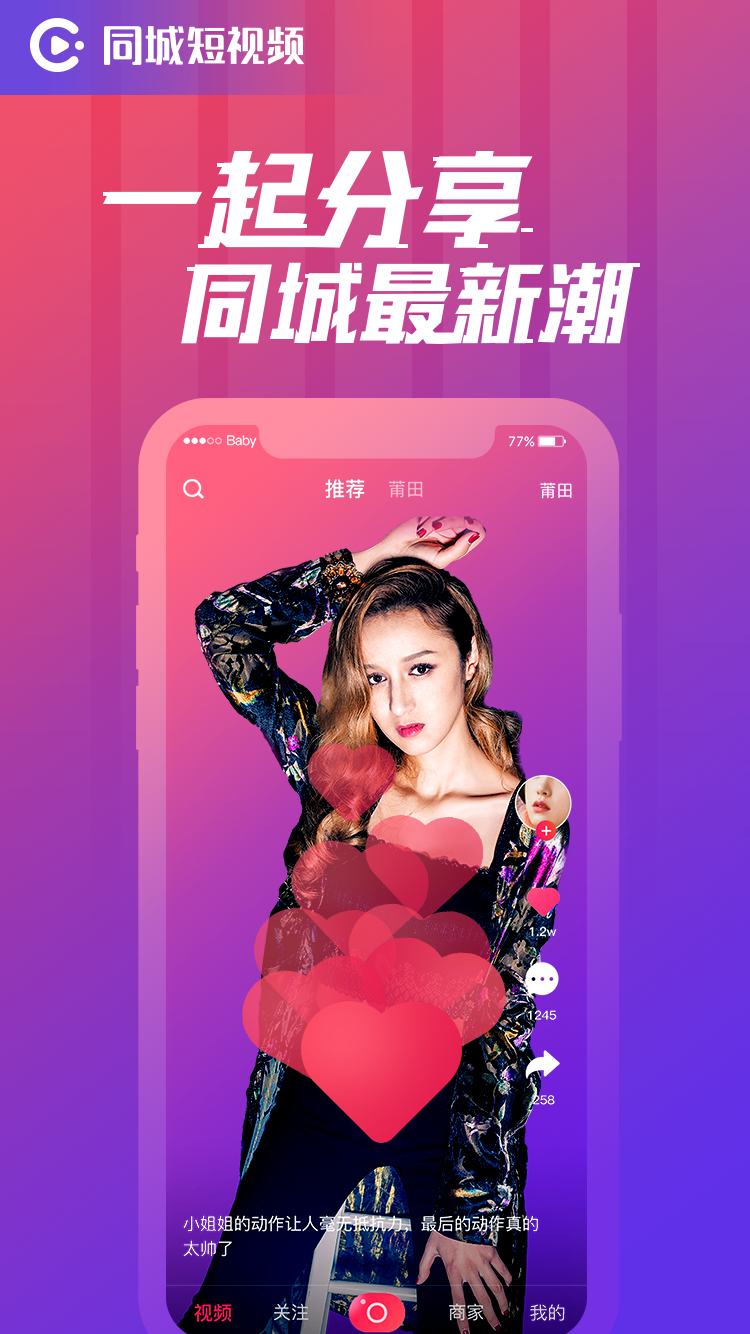 同城短视频
一起分享
同城最新潮
Baby
77%
推荐 莆田
莆田
1.2w
1245
258
小姐姐的动作让人毫无抵抗力，最后的动作真的
太帅了
视频 关注 商家 我的